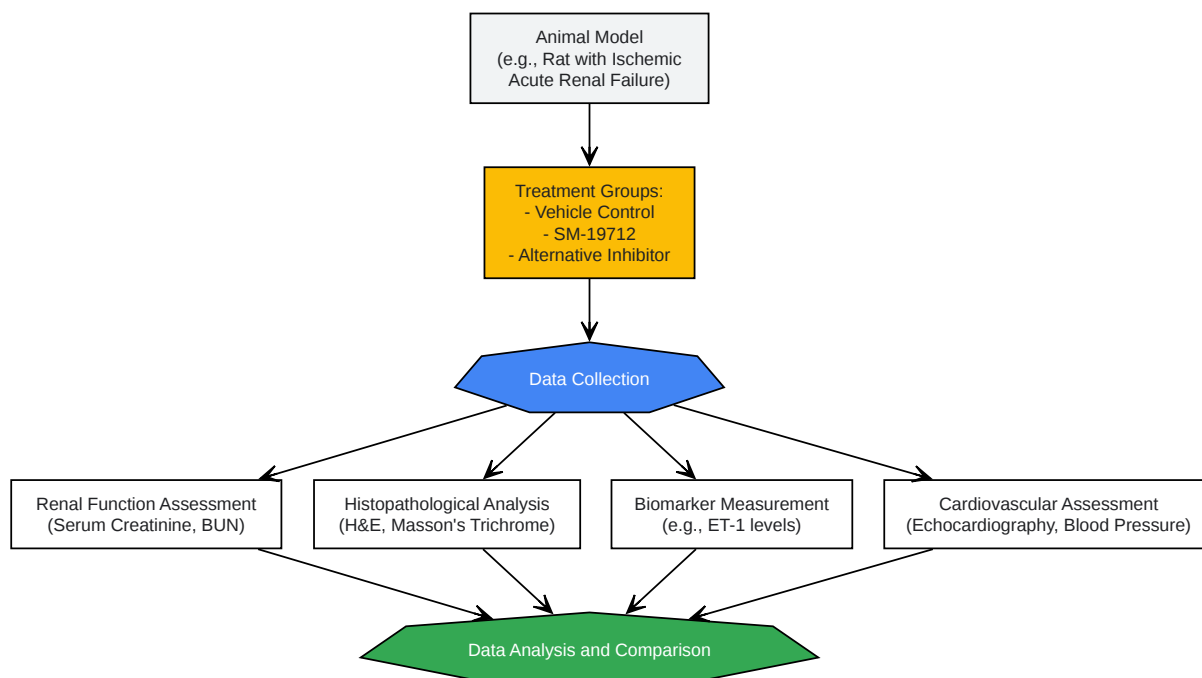 Animal Model
(e.g., Rat with Ischemic
Acute Renal Failure)
Treatment Groups:
- Vehicle Control
- SM-19712
- Alternative Inhibitor
Data Collection
Renal Function Assessment
(Serum Creatinine, BUN)
Histopathological Analysis
(H&E, Masson's Trichrome)
Biomarker Measurement
(e.g., ET-1 levels)
Cardiovascular Assessment
(Echocardiography, Blood Pressure)
Data Analysis and Comparison